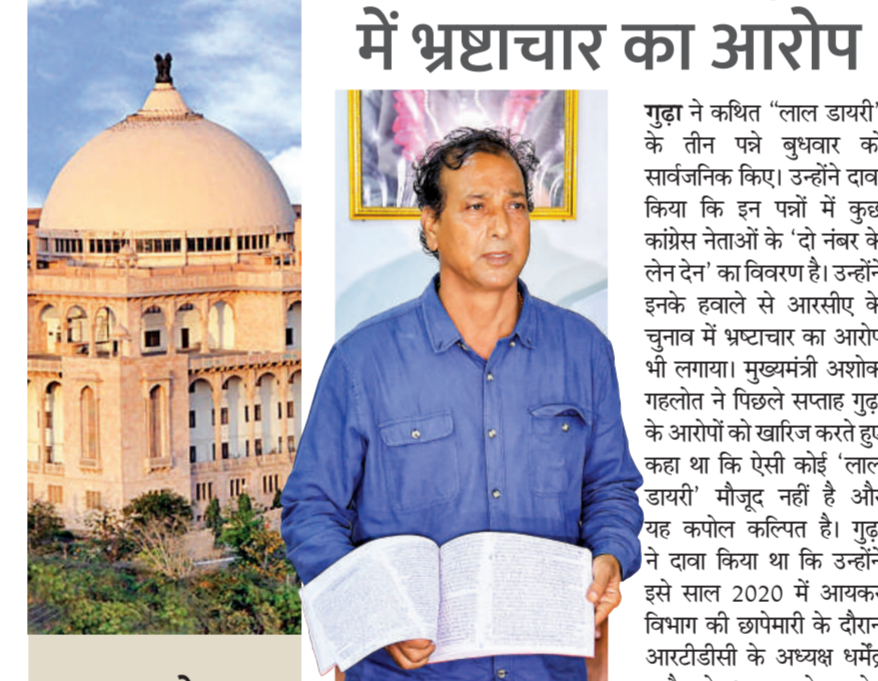 में भ्रष्टाचार का आरोप
गुढ़ा ने कथित “लाल डायरी’
के तीन पन्ने बुधवार को
सार्वजनिक किए। उन्होंने दाव
किया कि इन पन्नों में कुछ
कांग्रेस नेताओं के ‘दो नंबर के
लेन देन’ का विवरण है। उन्होंने
इनके हवाले से आरसीए के
चुनाव में भ्रष्टाचार का आरोप
भी लगाया। मुख्यमंत्री अशोक
गहलोत ने पिछले सप्ताह गुढ़
के आरोपों को खारिज करते हुए
कहा था कि ऐसी कोई ‘लाल
डायरी’ मौजूद नहीं है और
यह कपोल कल्पित है। गुढ़
ने दावा किया था कि उन्होंने
इसे साल 2020 में आयकर
विभाग की छापेमारी के दौरान
आरटीडीसी के अध्यक्ष धर्मेंद्र